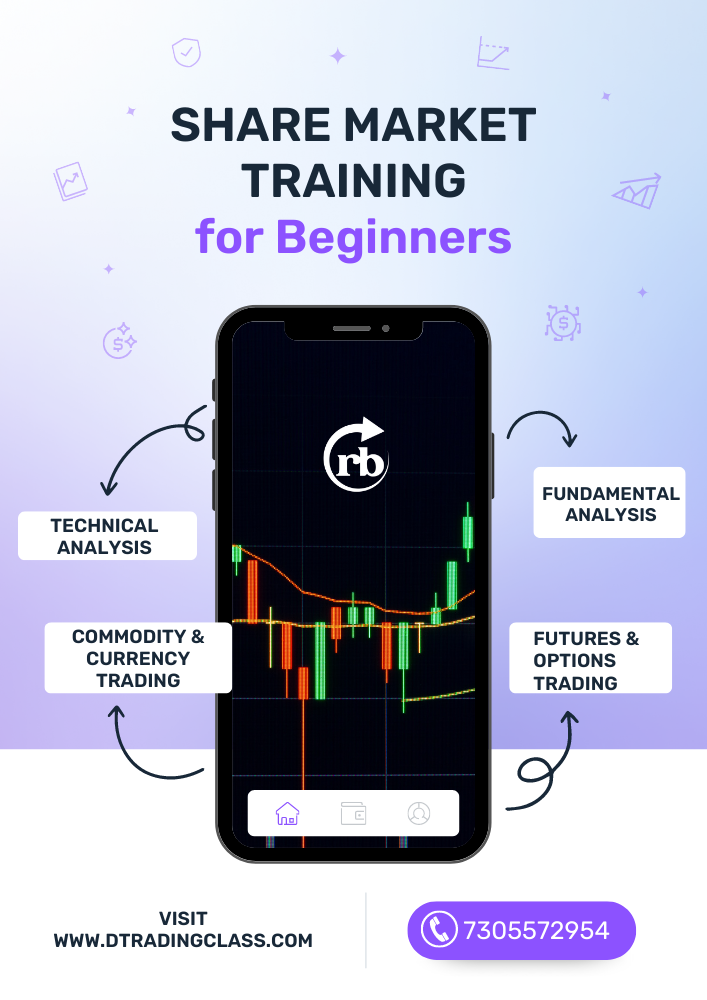 SHARE MARKET
TRAINING
for Beginners
rb
TECHNICAL
ANALYSIS
FUNDAMENTAL
ANALYSIS
COMMODITY &
CURRENCY
TRADING
FUTURES &
OPTIONS
TRADING
VISIT
WWW.DTRADINGCLASS.COM
7305572954